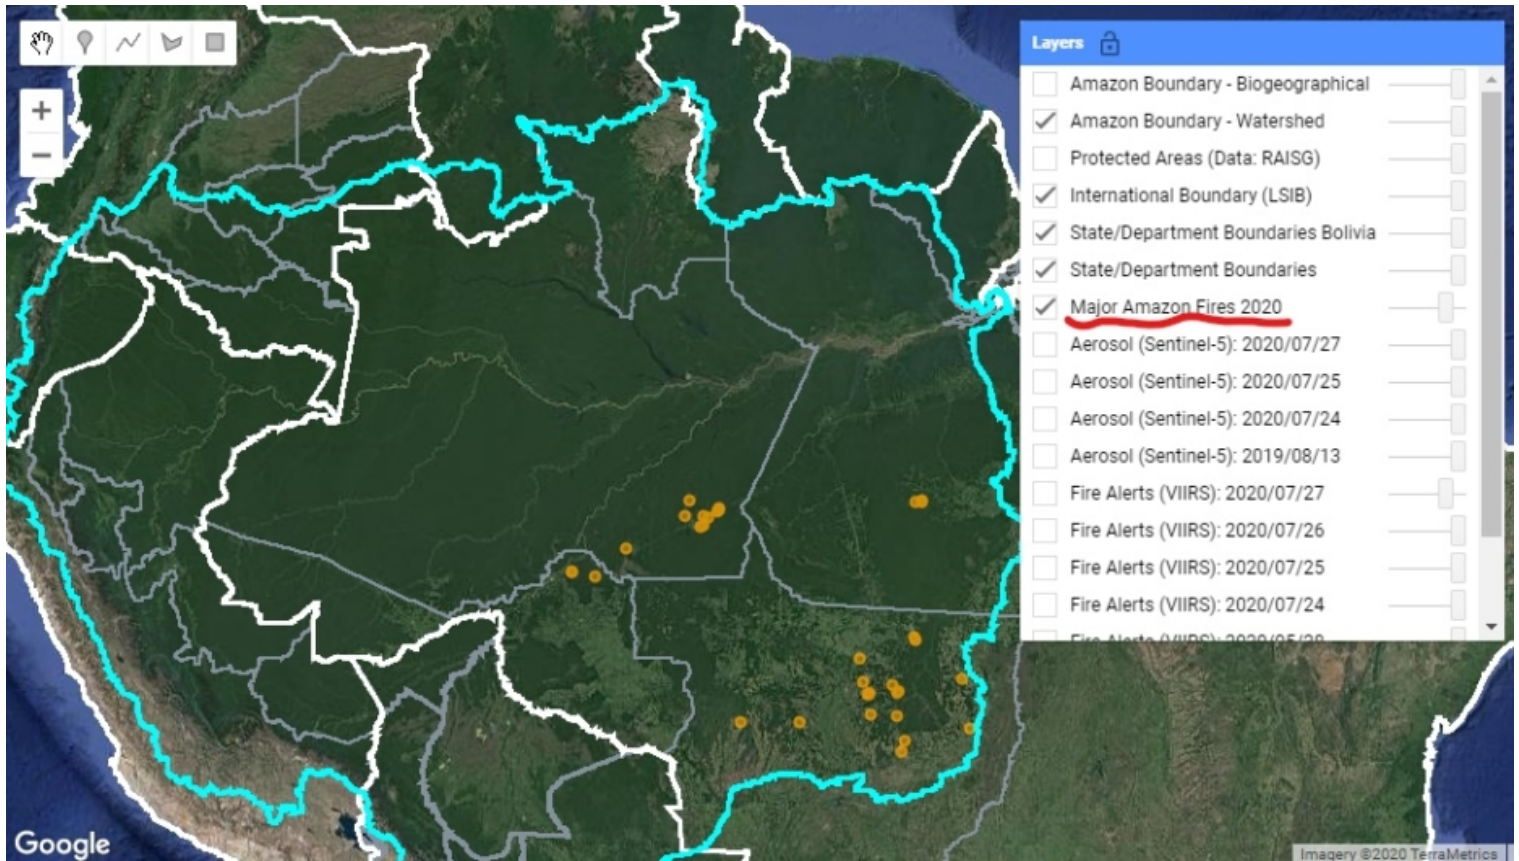 Layers
Amazon Boundary - Biogeographical
Amazon Boundary - Watershed
Protected Areas (Data: RAISG)
International Boundary (LSIB)
State/Department Boundaries Bolivia
State/Department Boundaries
Major Amazon Fires 2020
Aerosol (Sentinel-5): 2020/07/27
Aerosol (Sentinel-5): 2020/07/25
Aerosol (Sentinel-5): 2020/07/24
Aerosol (Sentinel-5): 2019/08/13
Fire Alerts (VIIRS): 2020/07/27
Fire Alerts (VIIRS): 2020/07/26
Fire Alerts (VIIRS): 2020/07/25
Fire Alerts (VIIRS): 2020/07/24
Fire Alerts (VIIRS):
Google
Imagery ©2020 TerraMetrics